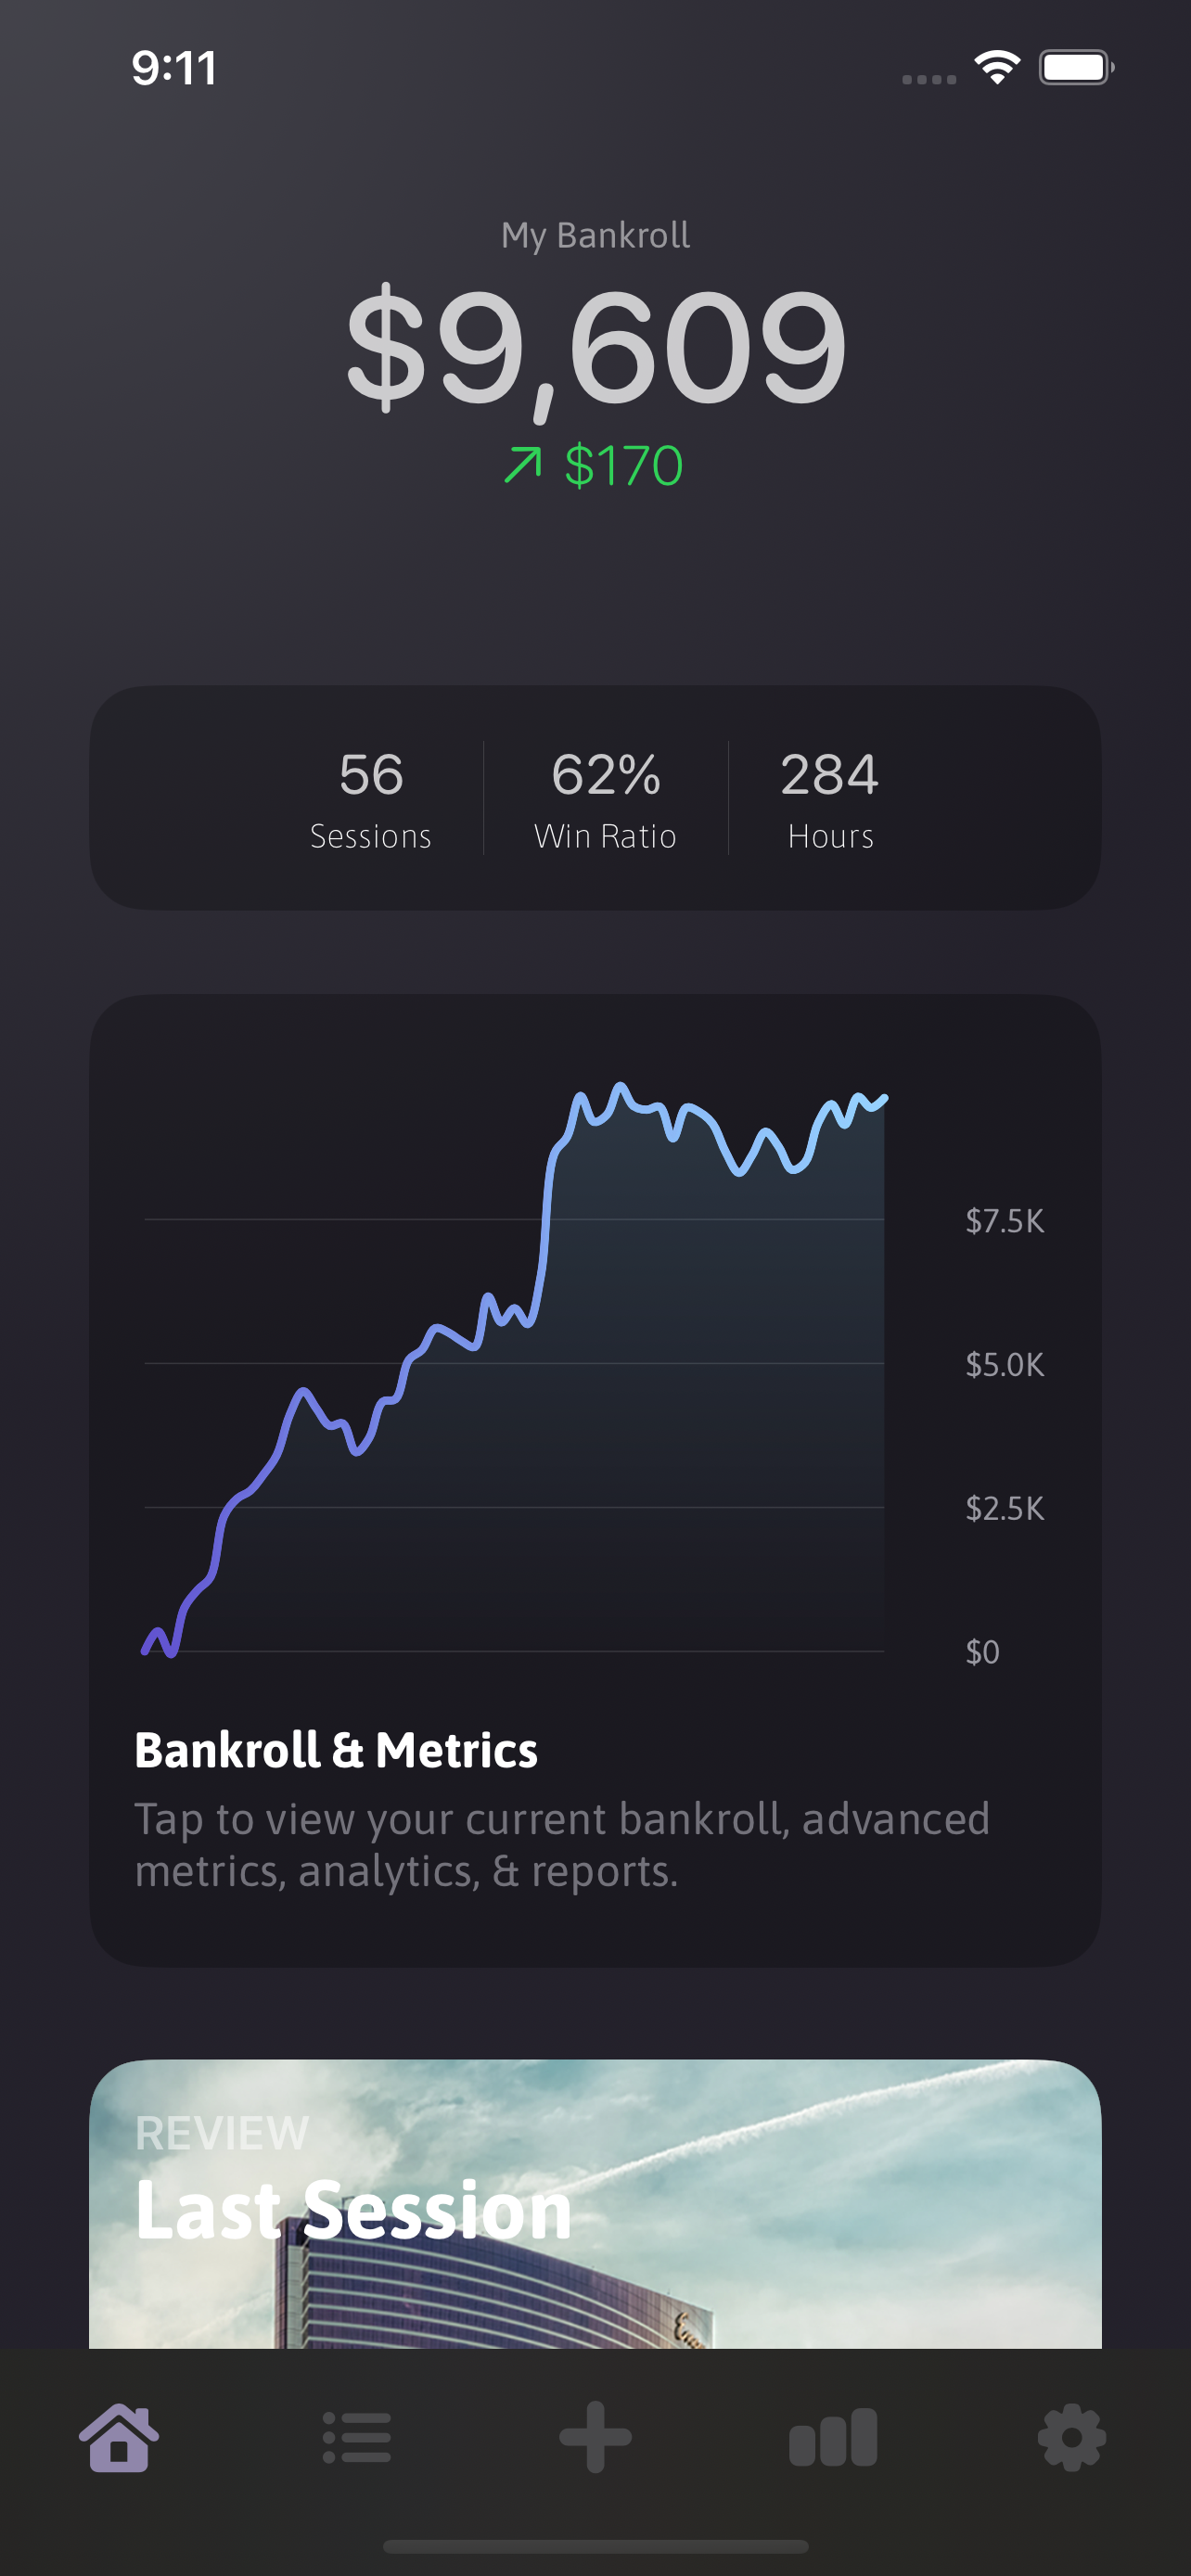 9:11
My Bankroll
$9,609
$170
56
62%
284
Sessions
Win Ratio
Hours
$7.5K
$5.0K
$2.5K
$0
Bankroll & Metrics
Tap to view your current bankroll, advanced
metrics, analytics, & reports.
REVIEW
Last Session